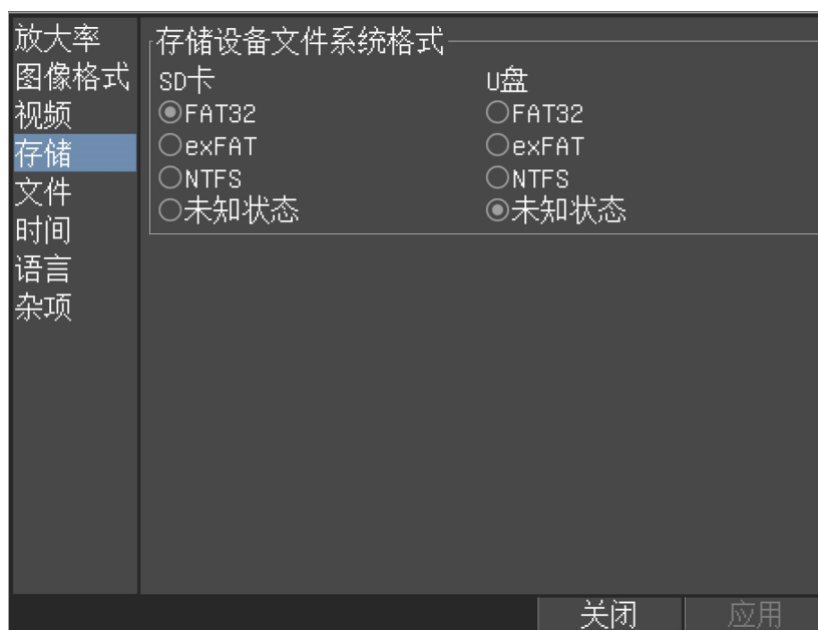 放大率
图像格式
视频
存储
文件
时间
语言
杂项
存储设备文件系统格式
SD卡
FAT32
exFAT
NTFS
未知状态
U盘
FAT32
exFAT
NTFS
未知状态
关闭
应用